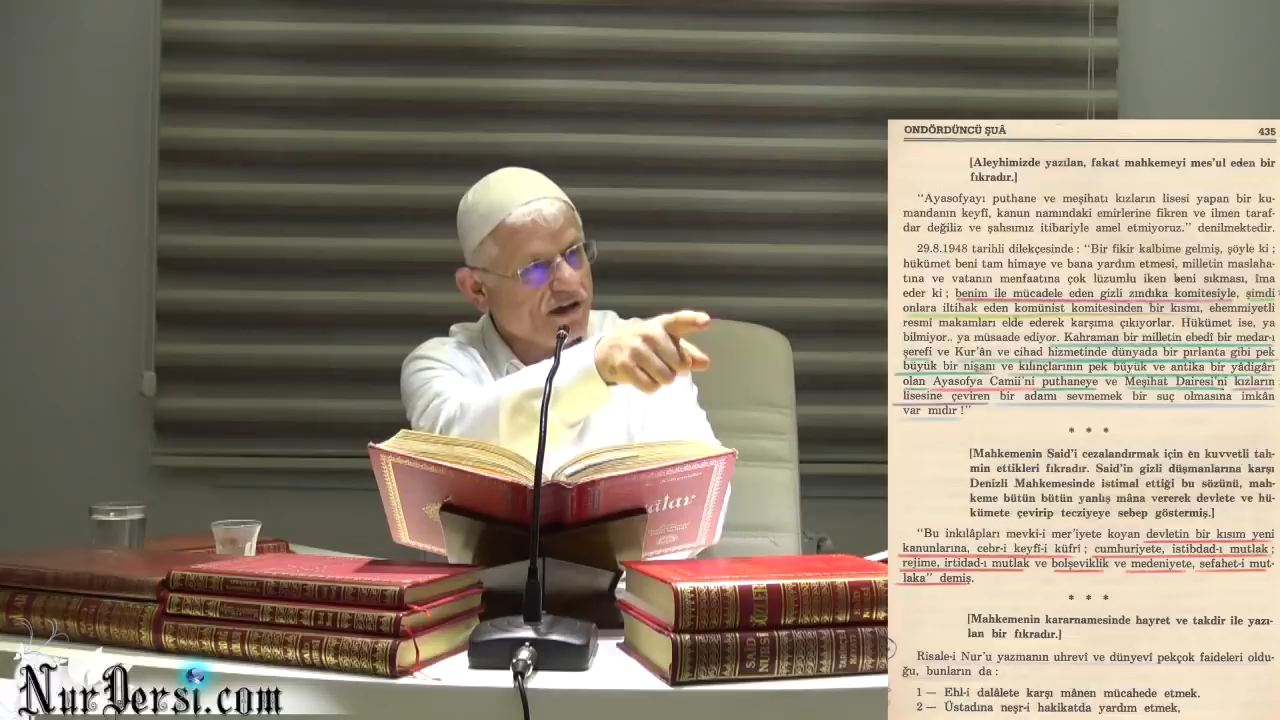 ONDÖRDÜNCÜ ŞUÂ 435
[Aleyhimizde yazılan, fakat mahkemeyi mes'ul eden bir
fıkradır.]
"Ayasofyayı puthane ve meşihatı kızların lisesi yapan bir ku-
mandanın keyfî, kanun namındaki emirlerine fikren ve ilmen taraf-
dar değiliz ve şahsımız itibariyle amel etmiyoruz." denilmektedir.
29.8.1948 tarihli dilekçesinde : "Bir fikir kalbime gelmiş, şöyle ki ;
hükümet beni tam himaye ve bana yardım etmesi, milletin maslaha-
tına ve vatanın menfaatına çok lüzumlu iken beni sıkması, îma
eder ki ; benim ile mücadele eden gizli zındıka komitesiyle, şimdi
onlara iltihak eden komünist komitesinden bir kısmı, ehemmiyetli
resmî makamları elde ederek karşıma çıkıyorlar. Hükümet ise, ya
bilmiyor.. ya müsaade ediyor. Kahraman bir milletin ebedî bir medar-ı
şerefi ve Kur'ân ve cihad hizmetinde dünyada bir pırlanta gibi pek
büyük bir nişanı ve kılınçlarının pek büyük ve antika bir yâdigârı
olan Ayasofya Camii'ni puthaneye ve Meşihat Dairesi'ni kızların
lisesine çeviren bir adamı sevmemek bir suç olmasına imkân
var mıdır !"
* * *
[Mahkemenin Said'i cezalandırmak için en kuvvetli tah-
min ettikleri fıkradır. Said'in gizli düşmanlarına karşı
Denizli Mahkemesinde istimal ettiği bu sözünü, mah-
keme bütün bütün yanlış mâna vererek devlete ve hü-
kümete çevirip tecziyeye sebep göstermiş.]
"Bu inkılâpları mevki-i mer'iyete koyan devletin bir kısım yeni
kanunlarına, cebr-i keyfî-i küfrî ; cumhuriyete, istibdad-ı mutlak ;
rejime, irtidad-ı mutlak ve bolşeviklik ve medeniyete, sefahet-i mut-
laka" demiş.
* * *
[Mahkemenin kararnamesinde hayret ve takdir ile yazı-
lan bir fıkradır.]
Risale-i Nur'u yazmanın uhrevî ve dünyevî pekçok faideleri oldu-
ğu, bunların da :
1 — Ehl-i dalâlete karşı mânen mücahede etmek.
2 — Üstadına neşr-i hakikatda yardım etmek,
SÖZLER
SAİD
NURSÎ
NurDersi.com